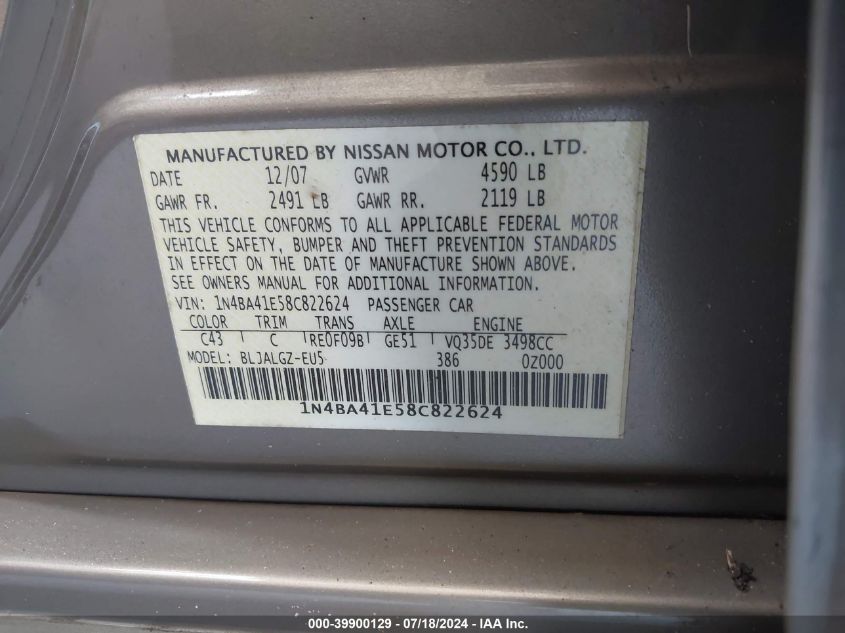 MANUFACTURED BY NISSAN MOTOR CO., LTD.
DATE 12/07 GVWR 4590 LB
GAWR FR. 2491 LB GAWR RR. 2119 LB
THIS VEHICLE CONFORMS TO ALL APPLICABLE FEDERAL MOTOR
VEHICLE SAFETY, BUMPER AND THEFT PREVENTION STANDARDS
IN EFFECT ON THE DATE OF MANUFACTURE SHOWN ABOVE.
SEE OWNERS MANUAL FOR ADDITIONAL INFORMATION.
VIN: 1N4BA41E58C822624 PASSENGER CAR
COLOR TRIM TRANS AXLE ENGINE
C43 C RE0F09B GE51 VQ35DE 3498CC
MODEL: BLJALGZ-EU5 386 0Z000
1N4BA41E58C822624
000-39900129 - 07/18/2024 - IAA Inc.